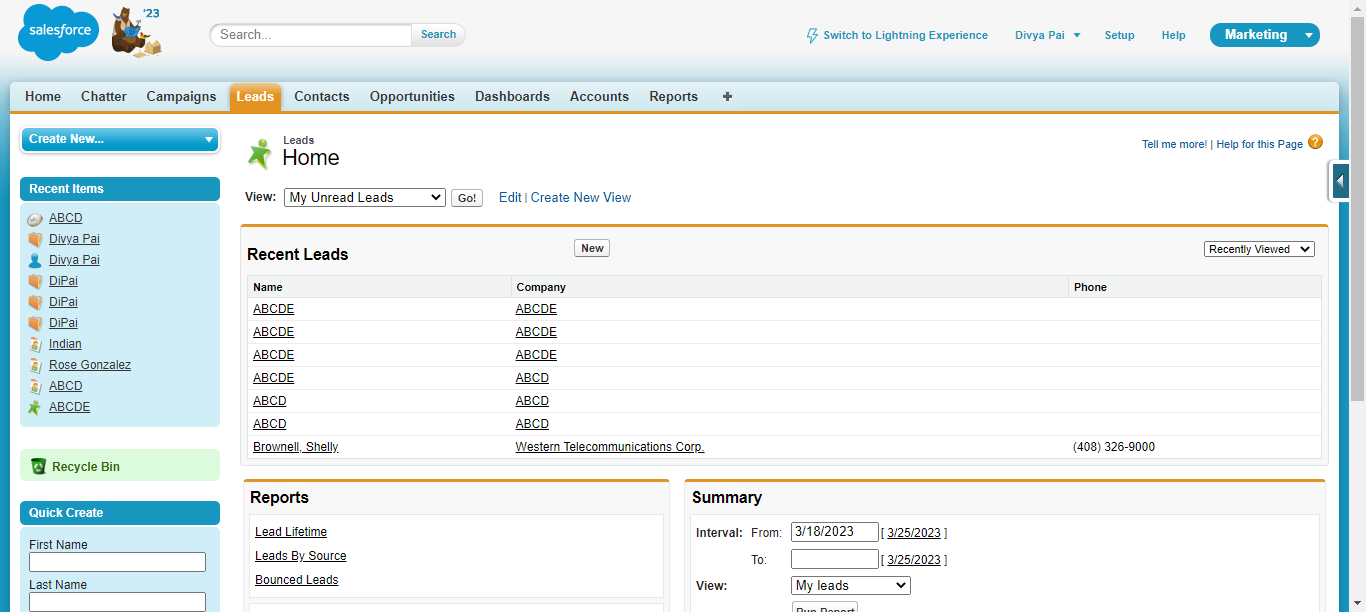 salesforce
'23
Search...
Search
Switch to Lightning Experience
Divya Pai
Setup
Help
Marketing
Home
Chatter
Campaigns
Leads
Contacts
Opportunities
Dashboards
Accounts
Reports
Create New...
Recent Items
ABCD
Divya Pai
Divya Pai
DiPai
DiPai
DiPai
Indian
Rose Gonzalez
ABCD
ABCDE
Recycle Bin
Quick Create
First Name
Last Name
Leads
Home
Tell me more! | Help for this Page
View: My Unread Leads Go! Edit | Create New View
Recent Leads New Recently Viewed
Name Company Phone
ABCDE ABCDE
ABCDE ABCDE
ABCDE ABCDE
ABCDE ABCD
ABCD ABCD
ABCD ABCD
Brownell, Shelly Western Telecommunications Corp. (408) 326-9000
Reports
Lead Lifetime
Leads By Source
Bounced Leads
Summary
Interval: From: 3/18/2023 [ 3/25/2023 ]
To: [ 3/25/2023 ]
View: My leads
Run Report